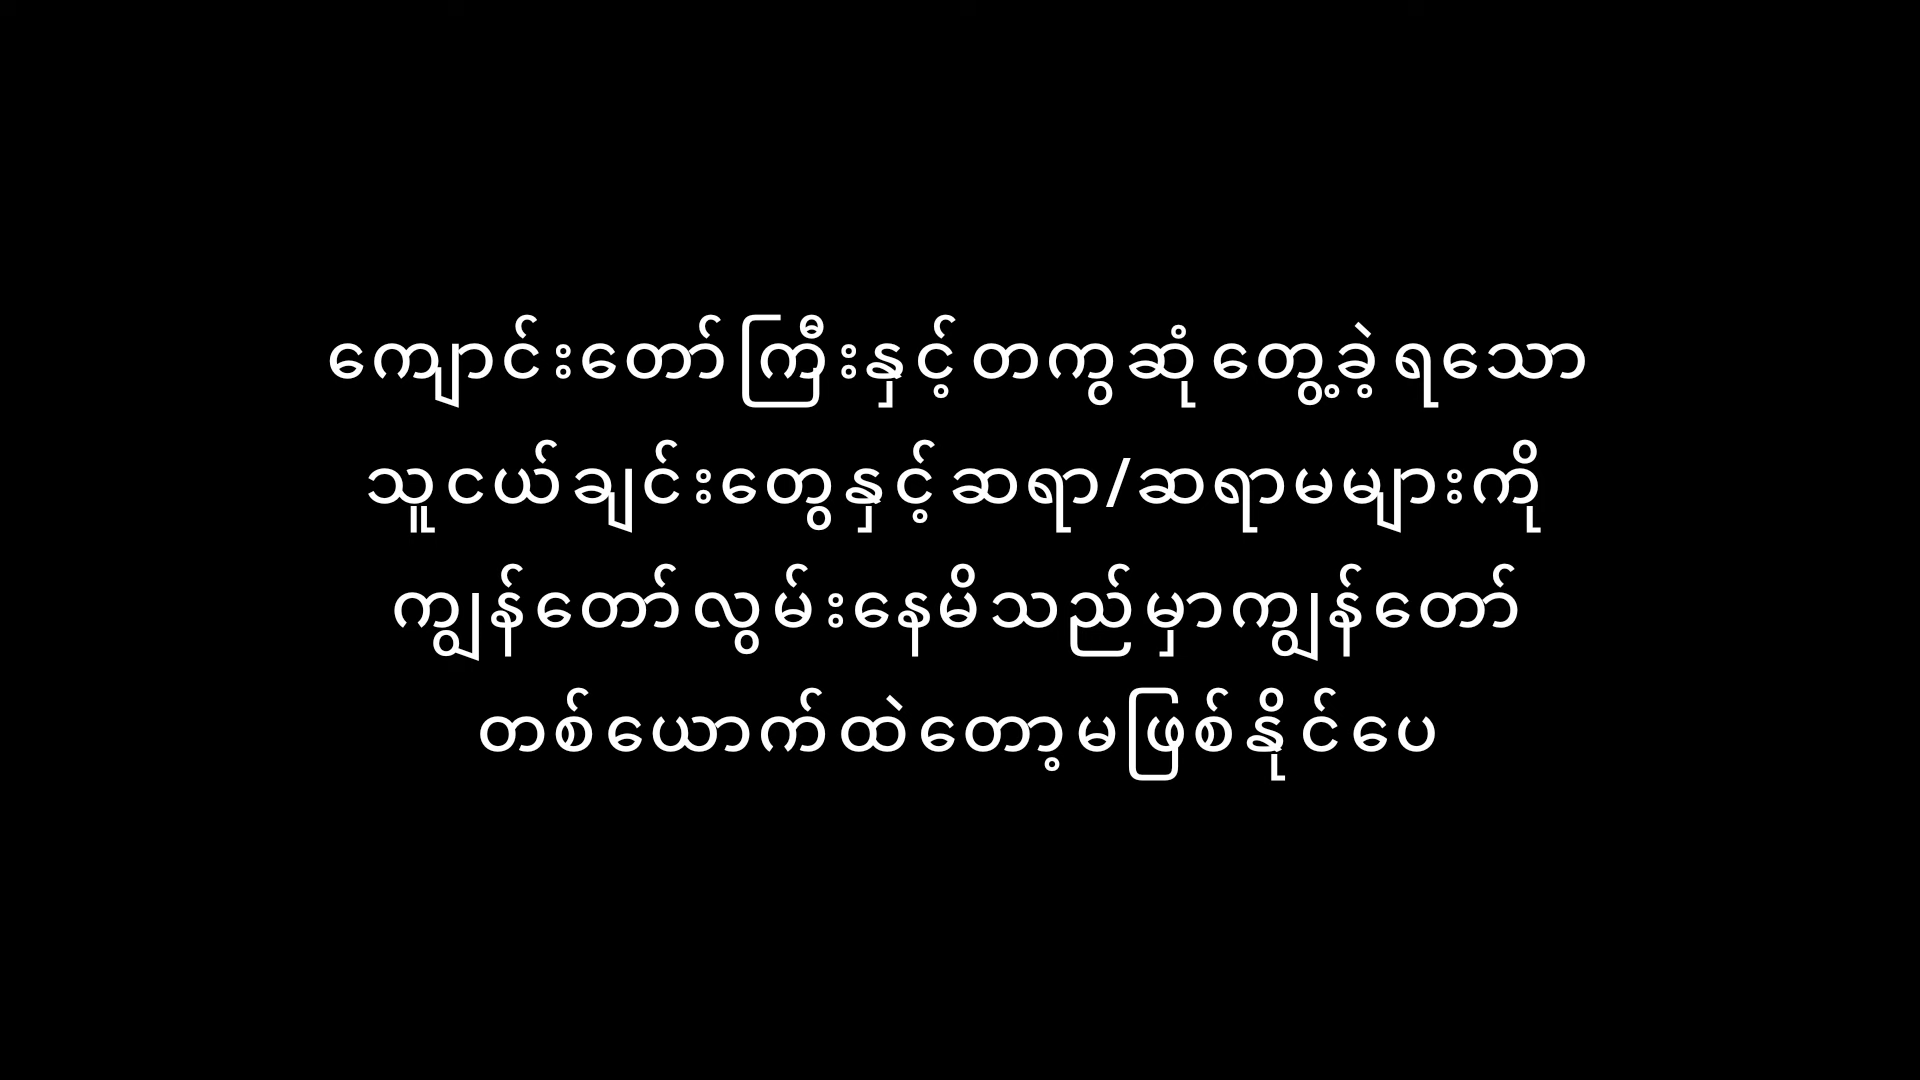 ကျောင်းတော်ကြီးနှင့်တကွဆုံတွေ့ခဲ့ရသော
သူငယ်ချင်းတွေနှင့်ဆရာ/ဆရာမများကို
ကျွန်တော်လွမ်းနေမိသည်မှာကျွန်တော်
တစ်ယောက်ထဲတော့မဖြစ်နိုင်ပေ